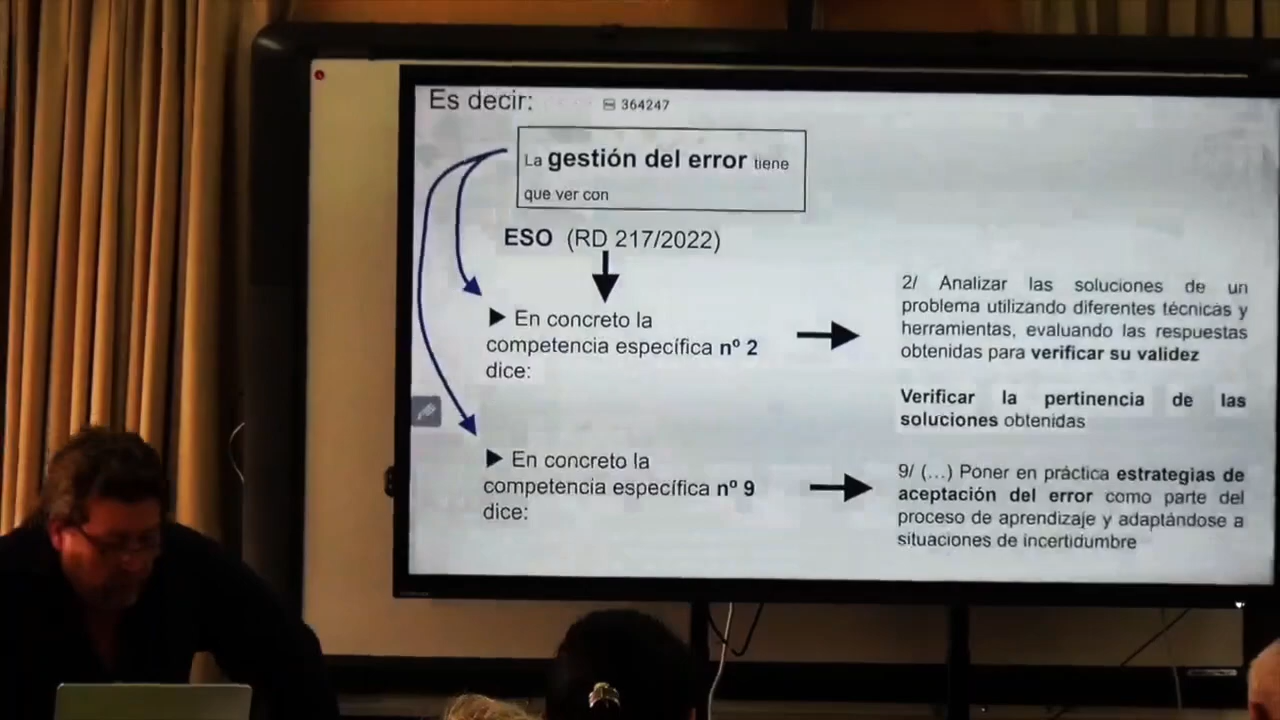 Es decir:
364247
La gestión del error tiene
que ver con
ESO (RD 217/2022)
En concreto la
competencia específica nº 2
dice:
2/ Analizar las soluciones de un
problema utilizando diferentes técnicas y
herramientas, evaluando las respuestas
obtenidas para verificar su validez
Verificar la pertinencia de las
soluciones obtenidas
En concreto la
competencia específica nº 9
dice:
9/ (...) Poner en práctica estrategias de
aceptación del error como parte del
proceso de aprendizaje y adaptándose a
situaciones de incertidumbre